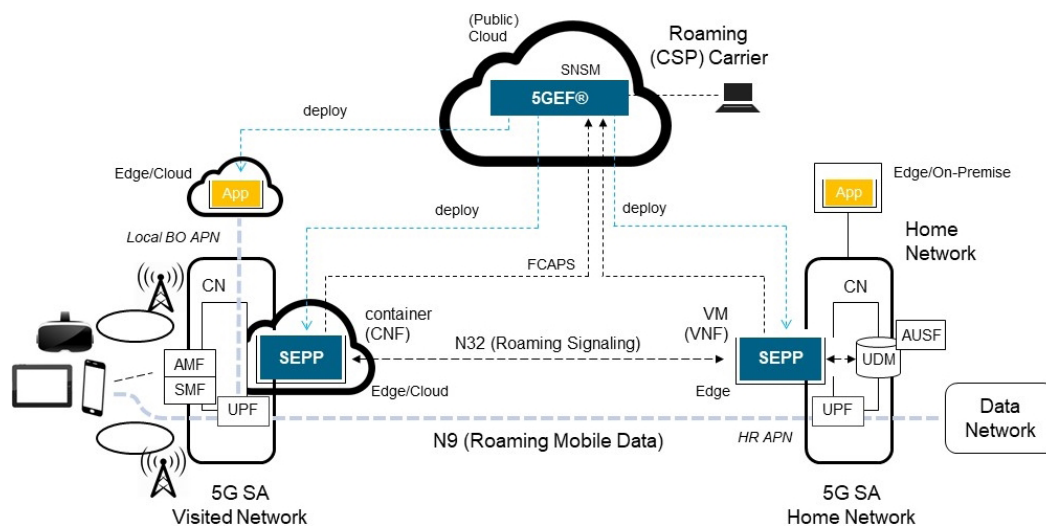 (Public)
Cloud
Roaming
(CSP) Carrier
SNSM
5GEF®
deploy
Edge/Cloud
App
Edge/On-Premise
App
deploy
deploy
Local BO APN
Home
Network
FCAPS
CN
container
(CNF)
VM
(VNF)
CN
N32 (Roaming Signaling)
AUSF
AMF
SEPP
SEPP
UDM
SMF
Edge/Cloud
Edge
UPF
UPF
Data
Network
N9 (Roaming Mobile Data)
HR APN
5G SA
Visited Network
5G SA
Home Network